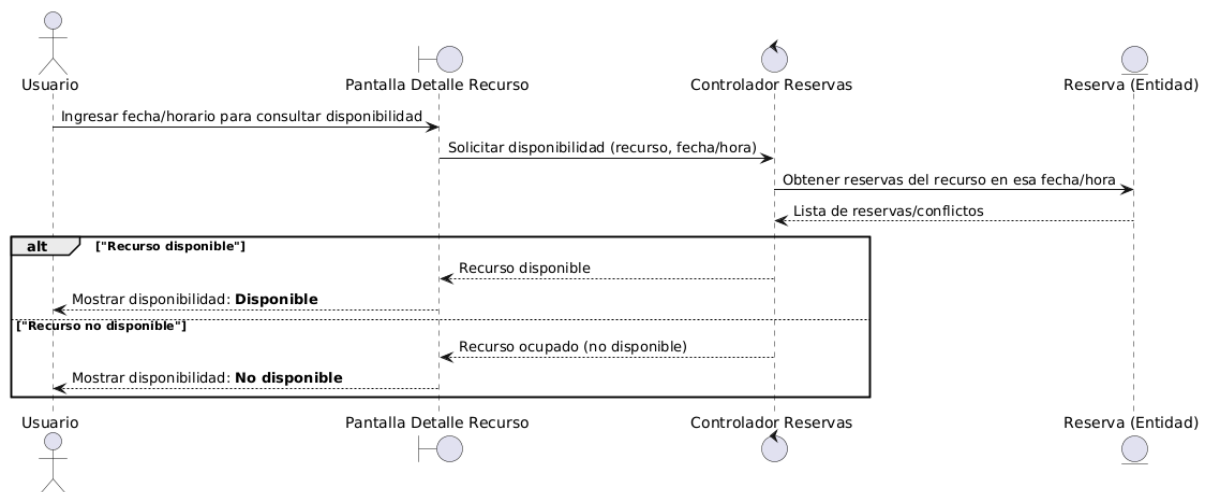 Usuario
Pantalla Detalle Recurso
Controlador Reservas
Reserva (Entidad)
Ingresar fecha/horario para consultar disponibilidad
Solicitar disponibilidad (recurso, fecha/hora)
Obtener reservas del recurso en esa fecha/hora
Lista de reservas/conflictos
alt ["Recurso disponible"]
Recurso disponible
Mostrar disponibilidad: Disponible
["Recurso no disponible"]
Recurso ocupado (no disponible)
Mostrar disponibilidad: No disponible
Usuario
Pantalla Detalle Recurso
Controlador Reservas
Reserva (Entidad)